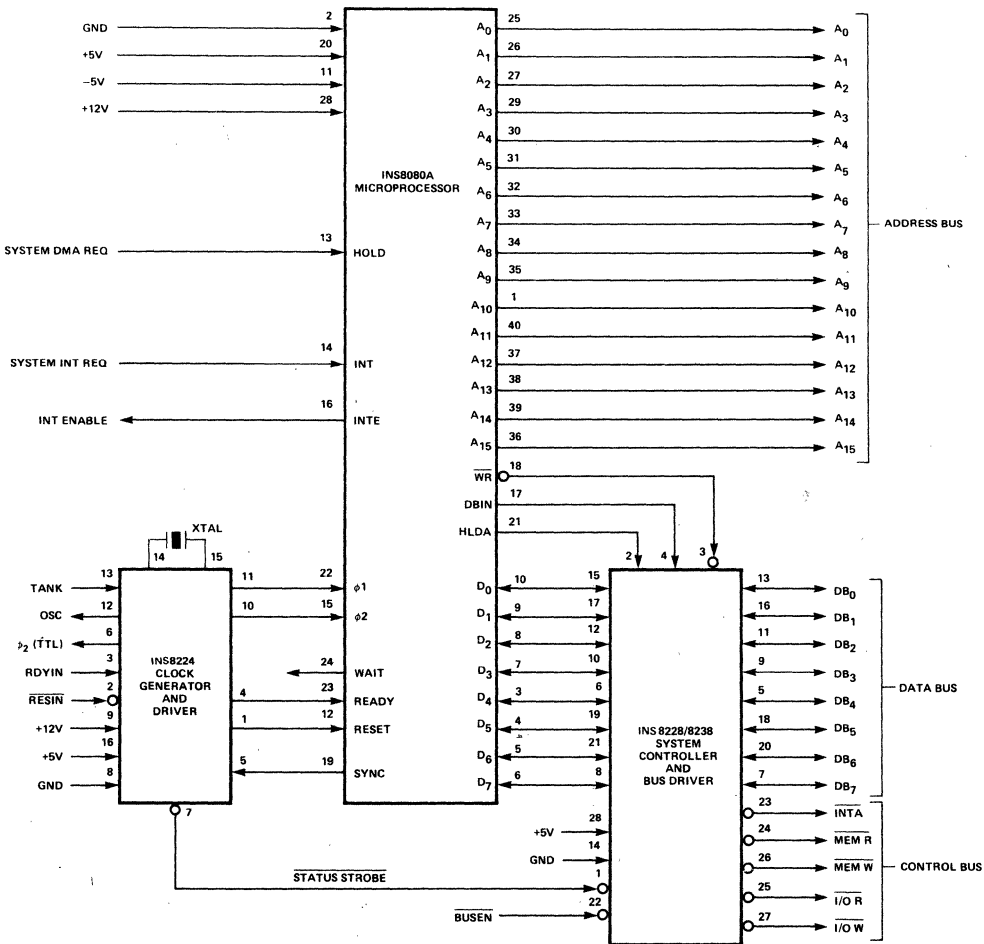 GND 2
+5V 20
−5V 11
+12V 28
INS8080A
MICROPROCESSOR
SYSTEM DMA REQ 13 HOLD
SYSTEM INT REQ 14 INT
INT ENABLE 16 INTE
A0 25 A0
A1 26 A1
A2 27 A2
A3 29 A3
A4 30 A4
A5 31 A5
A6 32 A6
A7 33 A7
A8 34 A8
A9 35 A9
A10 1 A10
A11 40 A11
A12 37 A12
A13 38 A13
A14 39 A14
A15 36 A15
ADDRESS BUS
WR 18 3
DBIN 17 4
HLDA 21 2
XTAL
14 15
TANK 13
OSC 12
ϕ2 (TTL) 6
RDYIN 3
RESIN 2
+12V 9
+5V 16
GND 8
INS8224
CLOCK
GENERATOR
AND
DRIVER
11 22 ϕ1
10 15 ϕ2
24 WAIT
4 23 READY
1 12 RESET
5 19 SYNC
7
STATUS STROBE 1
BUSEN 22
+5V 28
GND 14
D0 10 15
D1 9 17
D2 8 12
D3 7 10
D4 3 6
D5 4 19
D6 5 21
D7 6 8
INS 8228/8238
SYSTEM
CONTROLLER
AND
BUS DRIVER
13 DB0
16 DB1
11 DB2
9 DB3
5 DB4
18 DB5
20 DB6
7 DB7
DATA BUS
23 INTA
24 MEM R
26 MEM W
25 I/O R
27 I/O W
CONTROL BUS